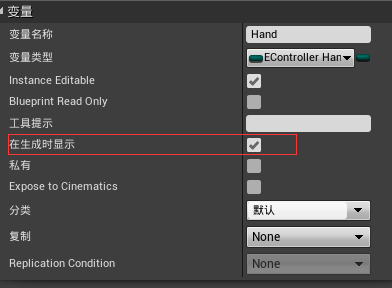 变量
变量名称 Hand
变量类型 EController Han
Instance Editable
Blueprint Read Only
工具提示
在生成时显示
私有
Expose to Cinematics
分类 默认
复制 None
Replication Condition None